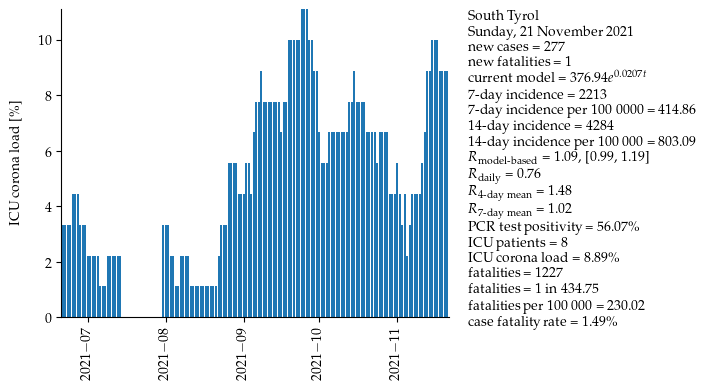 ICU corona load [%]
10
8
6
4
2
0
2021−07
2021−08
2021−09
2021−10
2021−11
South Tyrol
Sunday, 21 November 2021
new cases = 277
new fatalities = 1
current model = 376.94e^0.0207t
7-day incidence = 2213
7-day incidence per 100 0000 = 414.86
14-day incidence = 4284
14-day incidence per 100 000 = 803.09
R_model-based = 1.09, [0.99, 1.19]
R_daily = 0.76
R_4-day mean = 1.48
R_7-day mean = 1.02
PCR test positivity = 56.07%
ICU patients = 8
ICU corona load = 8.89%
fatalities = 1227
fatalities = 1 in 434.75
fatalities per 100 000 = 230.02
case fatality rate = 1.49%